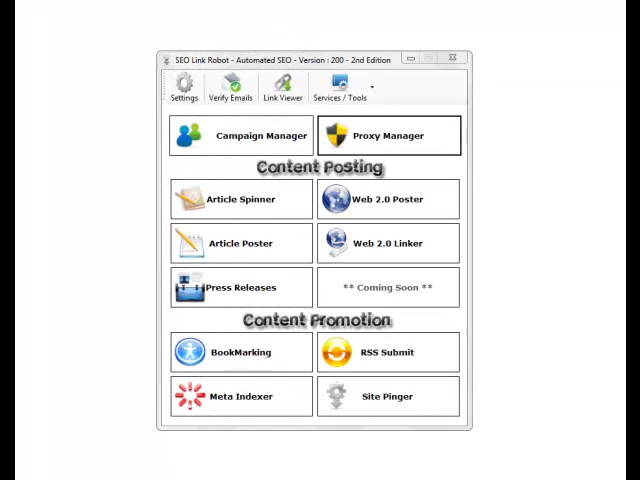 SEO Link Robot - Automated SEO - Version : 200 - 2nd Edition
Settings Verify Emails Link Viewer Services / Tools
Campaign Manager Proxy Manager
Content Posting
Article Spinner Web 2.0 Poster
Article Poster Web 2.0 Linker
Press Releases ** Coming Soon **
Content Promotion
BookMarking RSS Submit
Meta Indexer Site Pinger